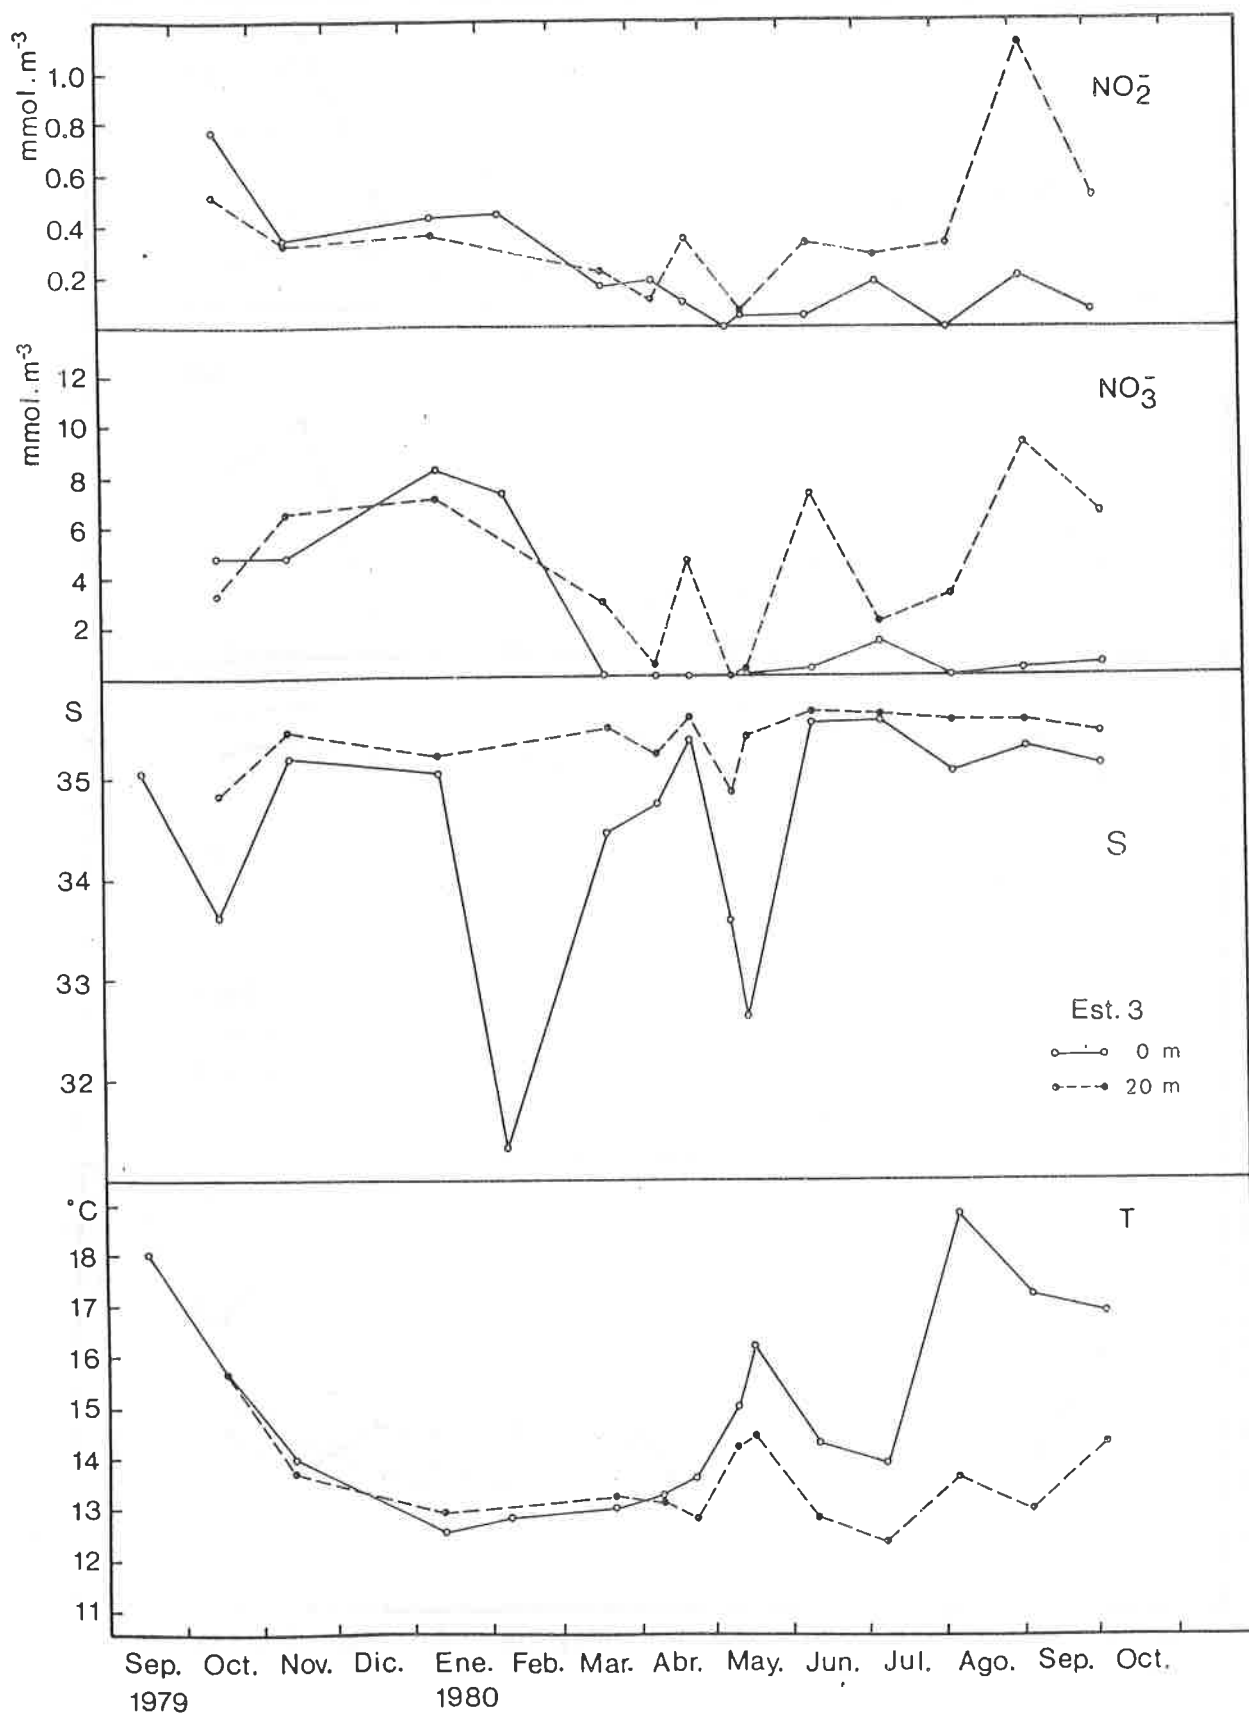 mmol.m⁻³
1.0
0.8
0.6
0.4
0.2
NO₂⁻
mmol.m⁻³
12
10
8
6
4
2
NO₃⁻
S
35
34
33
32
S
Est. 3
0 m
20 m
°C
18
17
16
15
14
13
12
11
T
Sep. Oct. Nov. Dic. Ene. Feb. Mar. Abr. May. Jun. Jul. Ago. Sep. Oct.
1979 1980